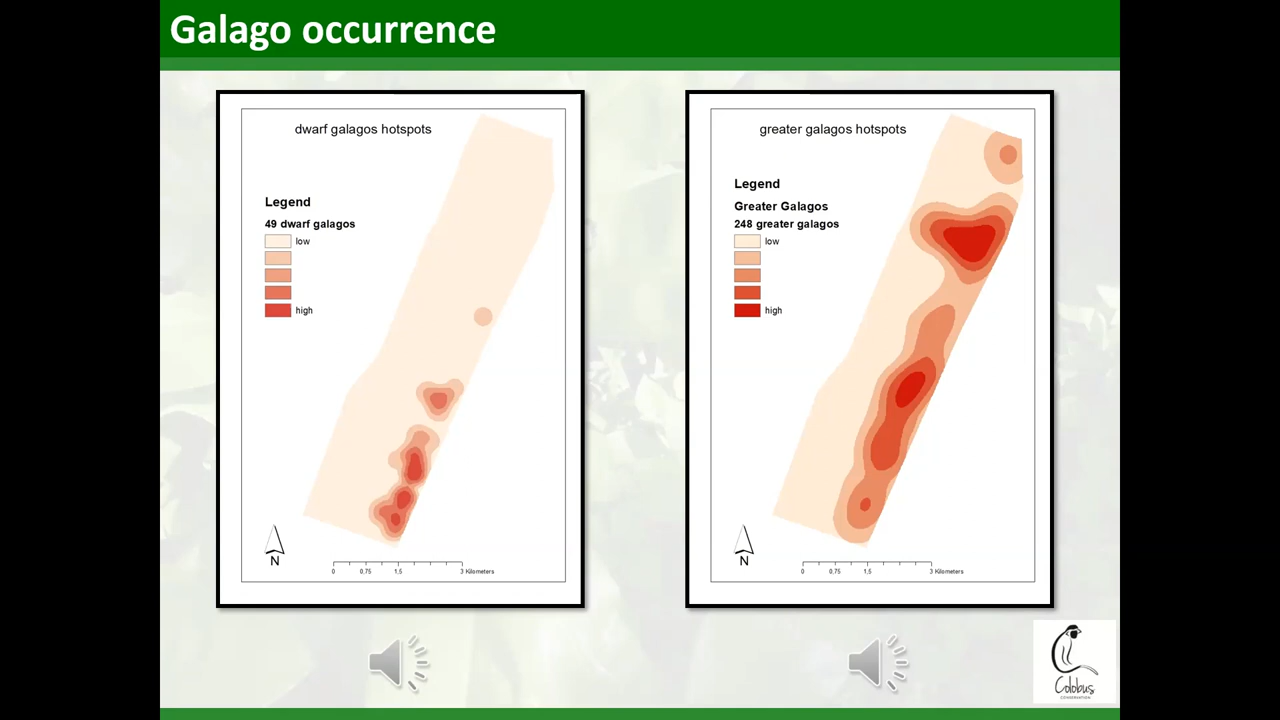 Galago occurrence
dwarf galagos hotspots
Legend
49 dwarf galagos
low
high
N
0 0,75 1,5 3 Kilometers
greater galagos hotspots
Legend
Greater Galagos
248 greater galagos
low
high
N
0 0,75 1,5 3 Kilometers
Colobus
CONSERVATION